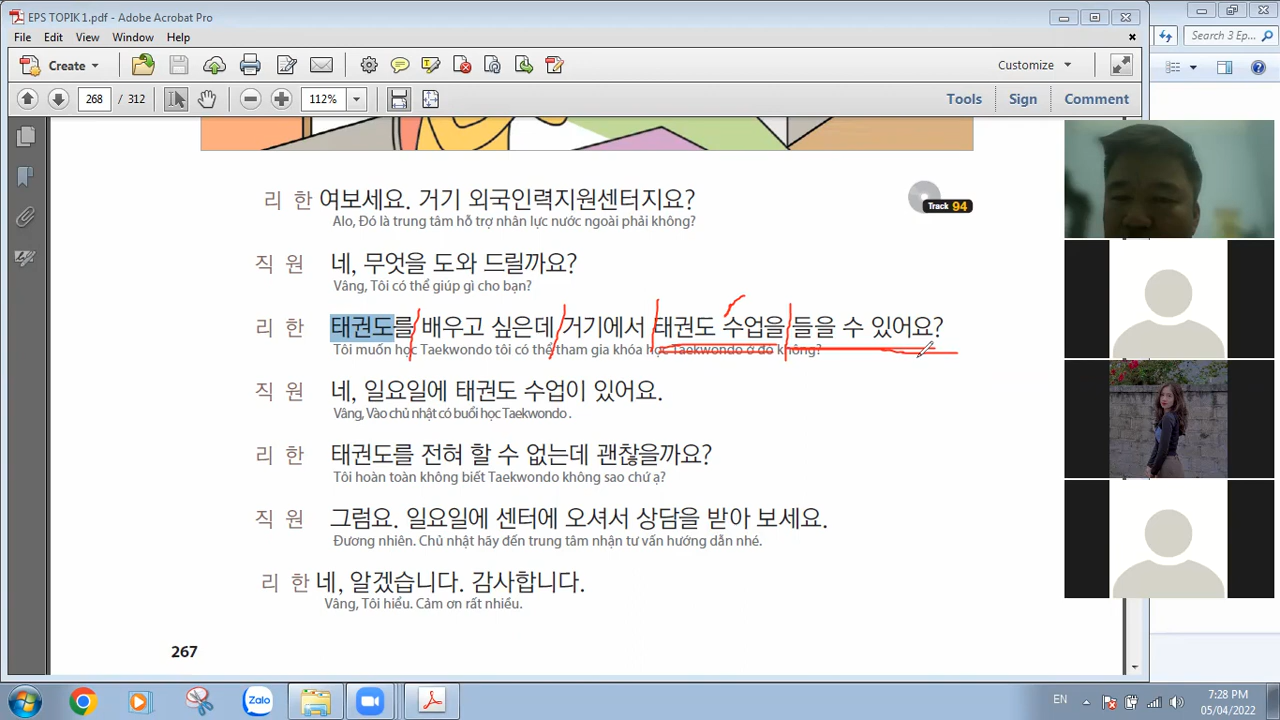 EPS TOPIK 1.pdf - Adobe Acrobat Pro
File Edit View Window Help
Create
Customize
268 / 312 112%
Tools Sign Comment
Search 3 Ep...
리 한 여보세요. 거기 외국인력지원센터지요?
Alo, Đó là trung tâm hỗ trợ nhân lực nước ngoài phải không?
Track 94
직 원 네, 무엇을 도와 드릴까요?
Vâng, Tôi có thể giúp gì cho bạn?
리 한 태권도를 배우고 싶은데 거기에서 태권도 수업을 들을 수 있어요?
Tôi muốn học Taekwondo tôi có thể tham gia khóa học Taekwondo ở đó không?
직 원 네, 일요일에 태권도 수업이 있어요.
Vâng, Vào chủ nhật có buổi học Taekwondo .
리 한 태권도를 전혀 할 수 없는데 괜찮을까요?
Tôi hoàn toàn không biết Taekwondo không sao chứ ạ?
직 원 그럼요. 일요일에 센터에 오셔서 상담을 받아 보세요.
Đương nhiên. Chủ nhật hãy đến trung tâm nhận tư vấn hướng dẫn nhé.
리 한 네, 알겠습니다. 감사합니다.
Vâng, Tôi hiểu. Cảm ơn rất nhiều.
267
Zalo
EN
7:28 PM
05/04/2022